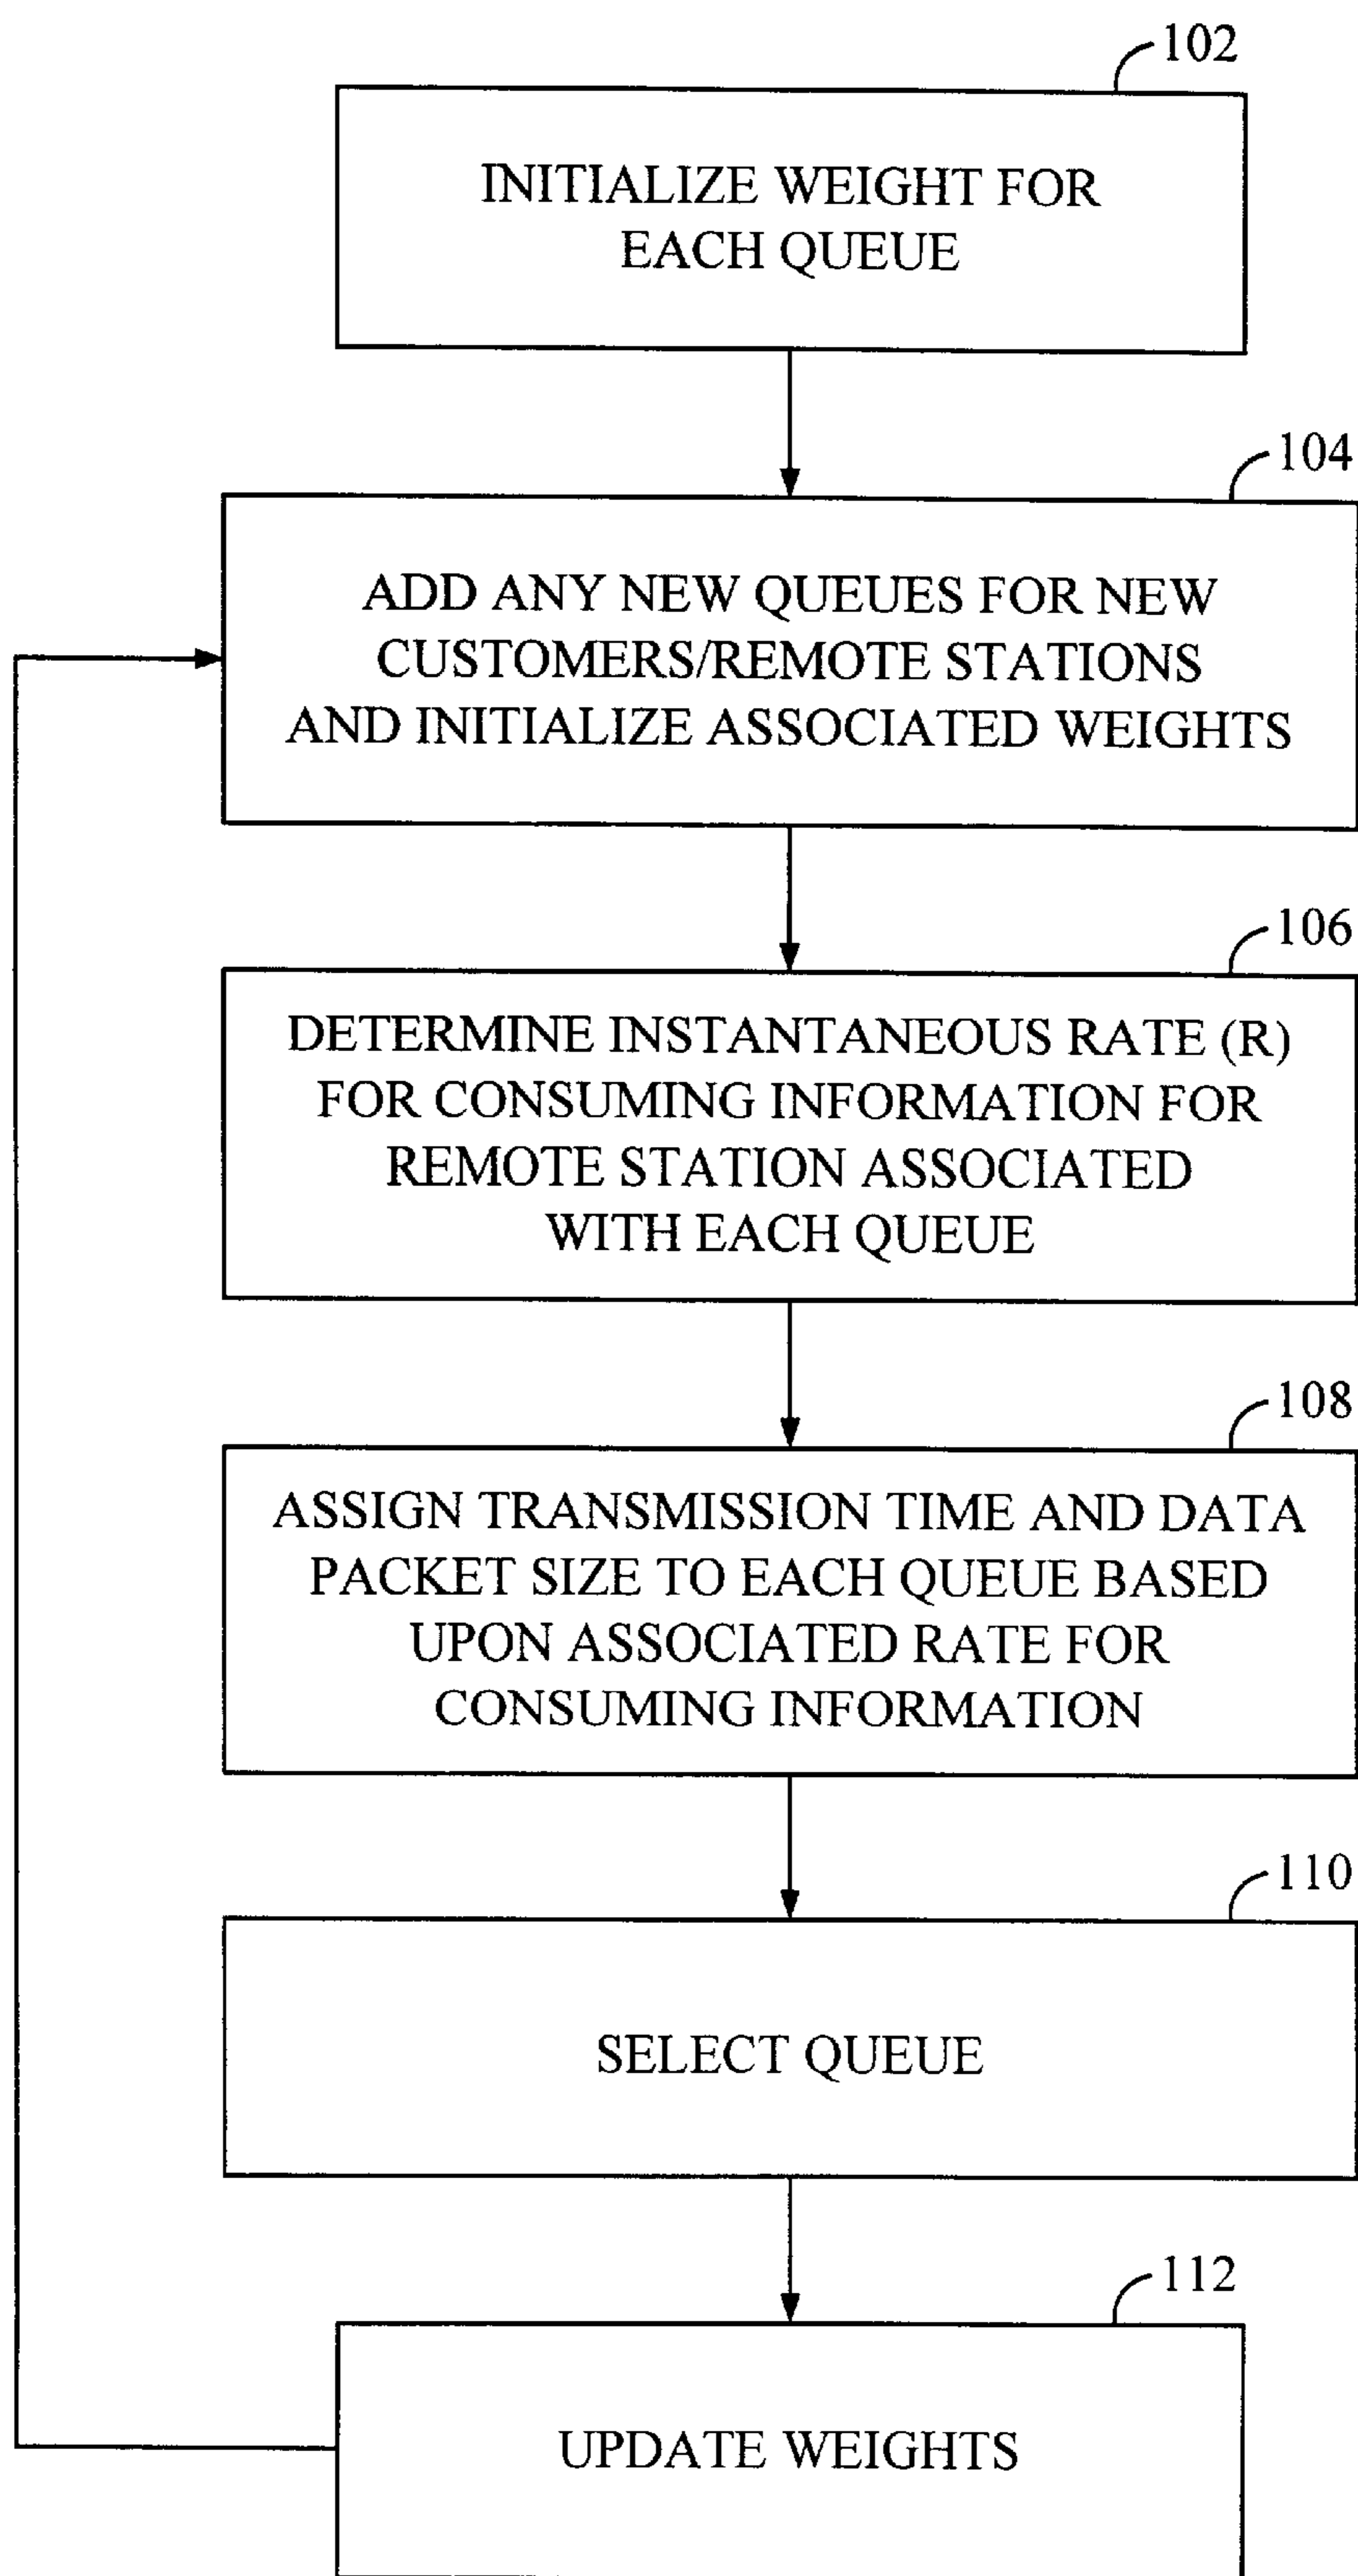 102
INITIALIZE WEIGHT FOR
EACH QUEUE
104
ADD ANY NEW QUEUES FOR NEW
CUSTOMERS/REMOTE STATIONS
AND INITIALIZE ASSOCIATED WEIGHTS
106
DETERMINE INSTANTANEOUS RATE (R)
FOR CONSUMING INFORMATION FOR
REMOTE STATION ASSOCIATED
WITH EACH QUEUE
108
ASSIGN TRANSMISSION TIME AND DATA
PACKET SIZE TO EACH QUEUE BASED
UPON ASSOCIATED RATE FOR
CONSUMING INFORMATION
110
SELECT QUEUE
112
UPDATE WEIGHTS